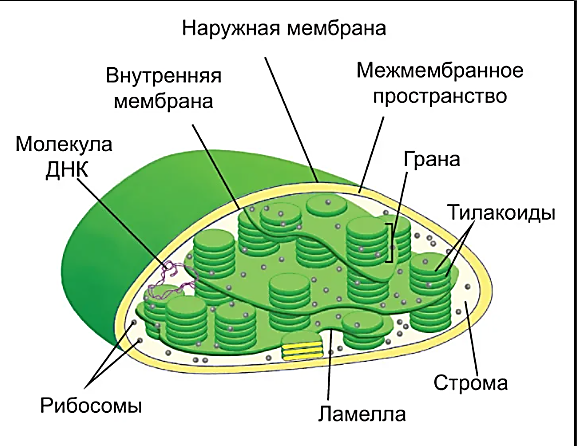 Наружная мембрана
Внутренняя
мембрана
Межмембранное
пространство
Молекула
ДНК
Грана
Тилакоиды
Рибосомы
Ламелла
Строма